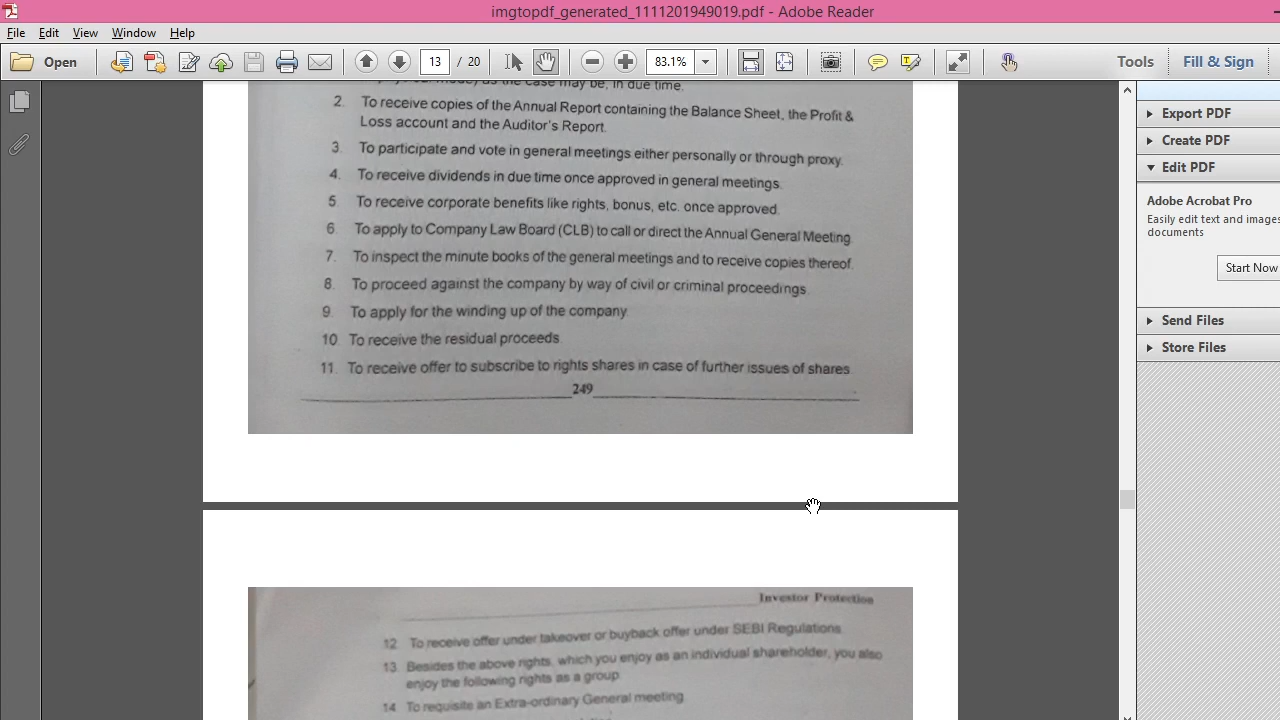 imgtopdf_generated_1111201949019.pdf - Adobe Reader
File Edit View Window Help
Open 13 / 20 83.1% Tools Fill & Sign
as the case may be, in due time.
2. To receive copies of the Annual Report containing the Balance Sheet, the Profit &
Loss account and the Auditor's Report.
3. To participate and vote in general meetings either personally or through proxy.
4. To receive dividends in due time once approved in general meetings.
5. To receive corporate benefits like rights, bonus, etc. once approved.
6. To apply to Company Law Board (CLB) to call or direct the Annual General Meeting
7. To inspect the minute books of the general meetings and to receive copies thereof
8. To proceed against the company by way of civil or criminal proceedings.
9. To apply for the winding up of the company.
10. To receive the residual proceeds.
11. To receive offer to subscribe to rights shares in case of further issues of shares.
249
Investor Protection
12. To receive offer under takeover or buyback offer under SEBI Regulations.
13. Besides the above rights, which you enjoy as an individual shareholder, you also
enjoy the following rights as a group.
14. To requisite an Extra-ordinary General meeting.
Export PDF
Create PDF
Edit PDF
Adobe Acrobat Pro
Easily edit text and images
documents
Start Now
Send Files
Store Files